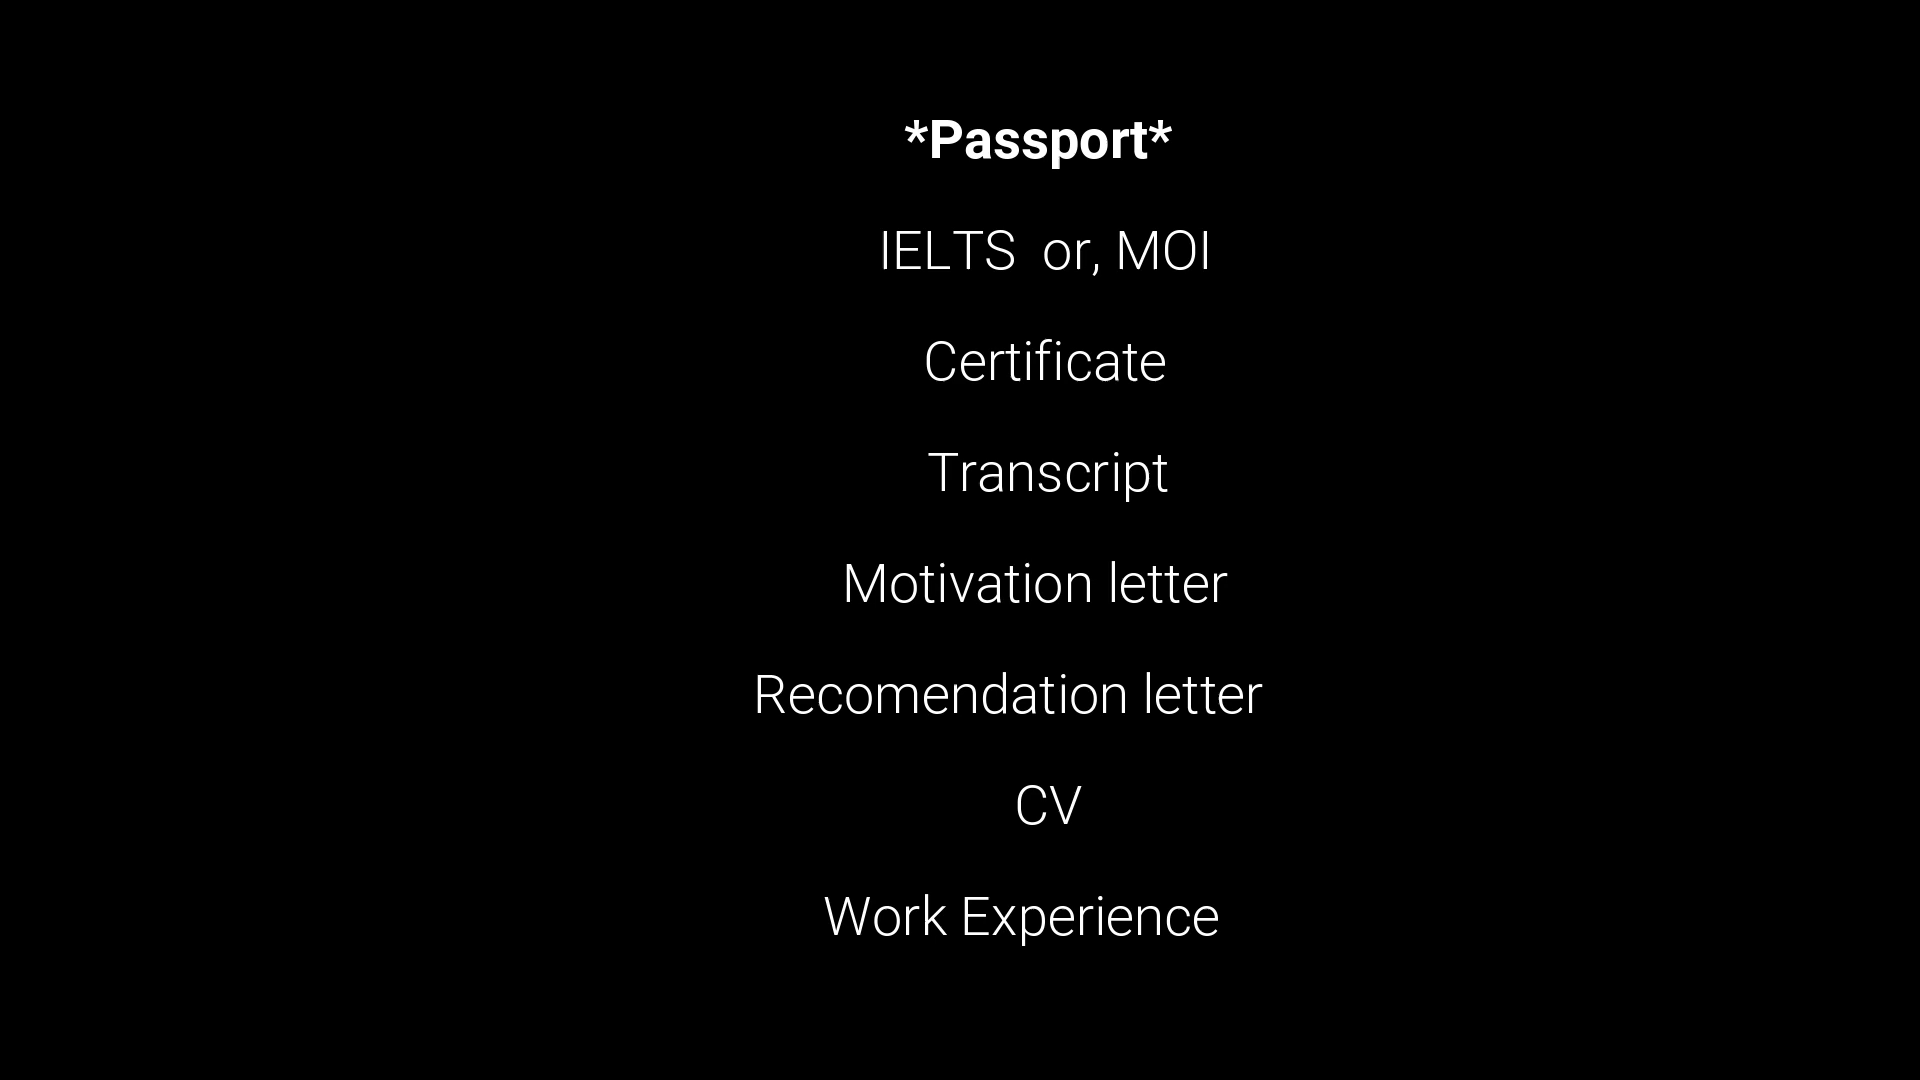 *Passport*
IELTS  or, MOI
Certificate
Transcript
Motivation letter
Recomendation letter
CV
Work Experience